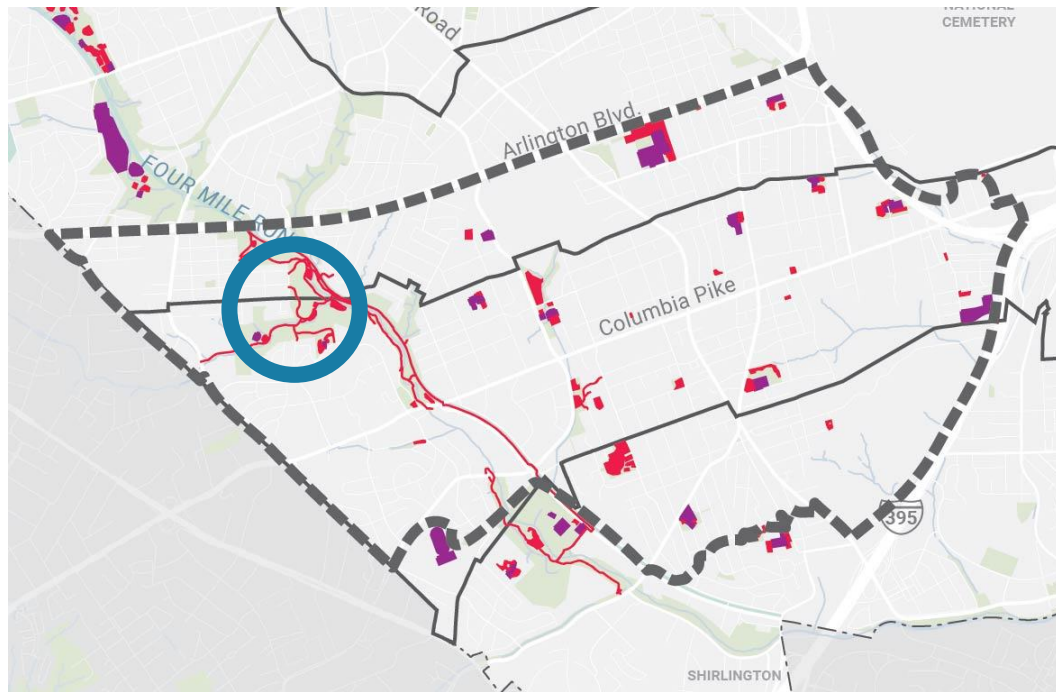 Road
NATIONAL
CEMETERY
Arlington Blvd.
FOUR MILE RUN
Columbia Pike
395
SHIRLINGTON